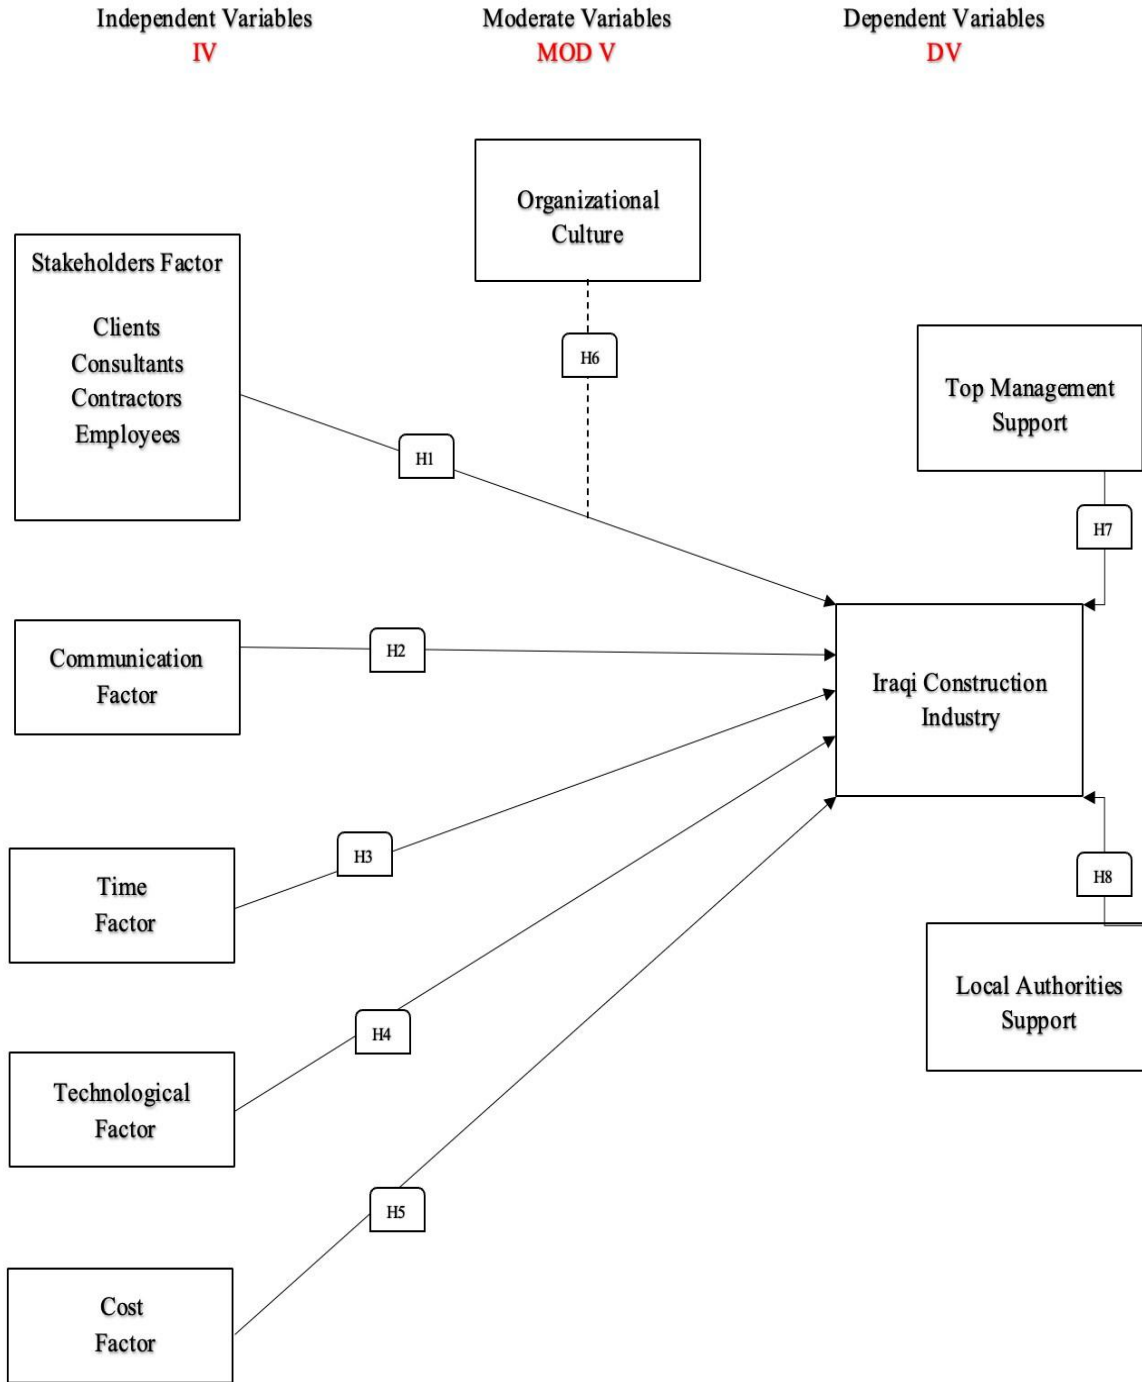 Independent Variables
IV
Moderate Variables
MOD V
Dependent Variables
DV
Organizational
Culture
Stakeholders Factor
Clients
Consultants
Contractors
Employees
H6
Top Management
Support
H1
H7
Communication
Factor
H2
Iraqi Construction
Industry
Time
Factor
H3
H8
Local Authorities
Support
Technological
Factor
H4
H5
Cost
Factor